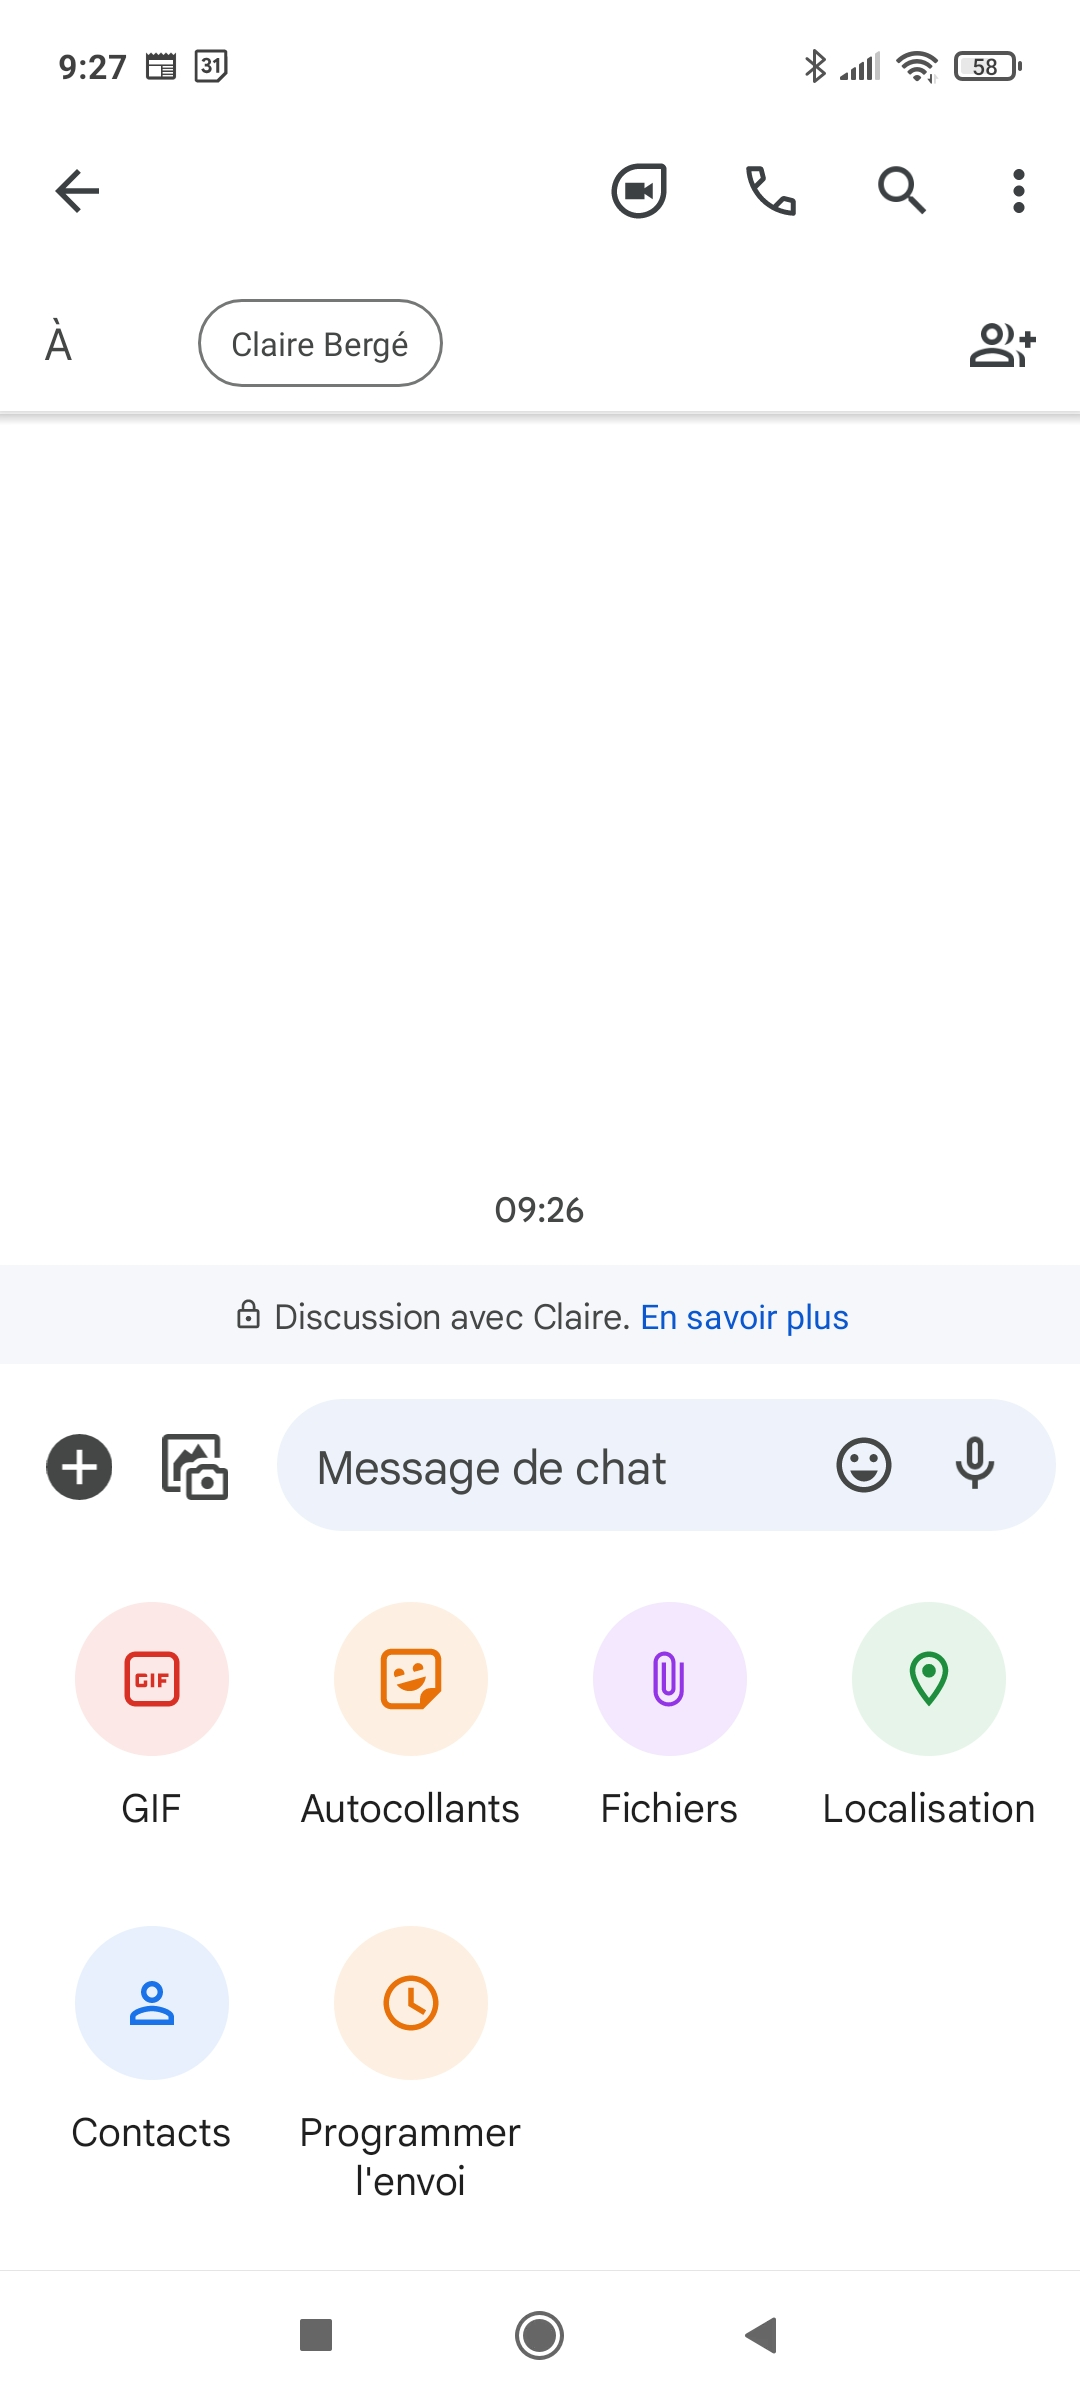 9:27 31 58
À Claire Bergé
09:26
Discussion avec Claire. En savoir plus
Message de chat
GIF
GIF Autocollants Fichiers Localisation
Contacts Programmer
l'envoi